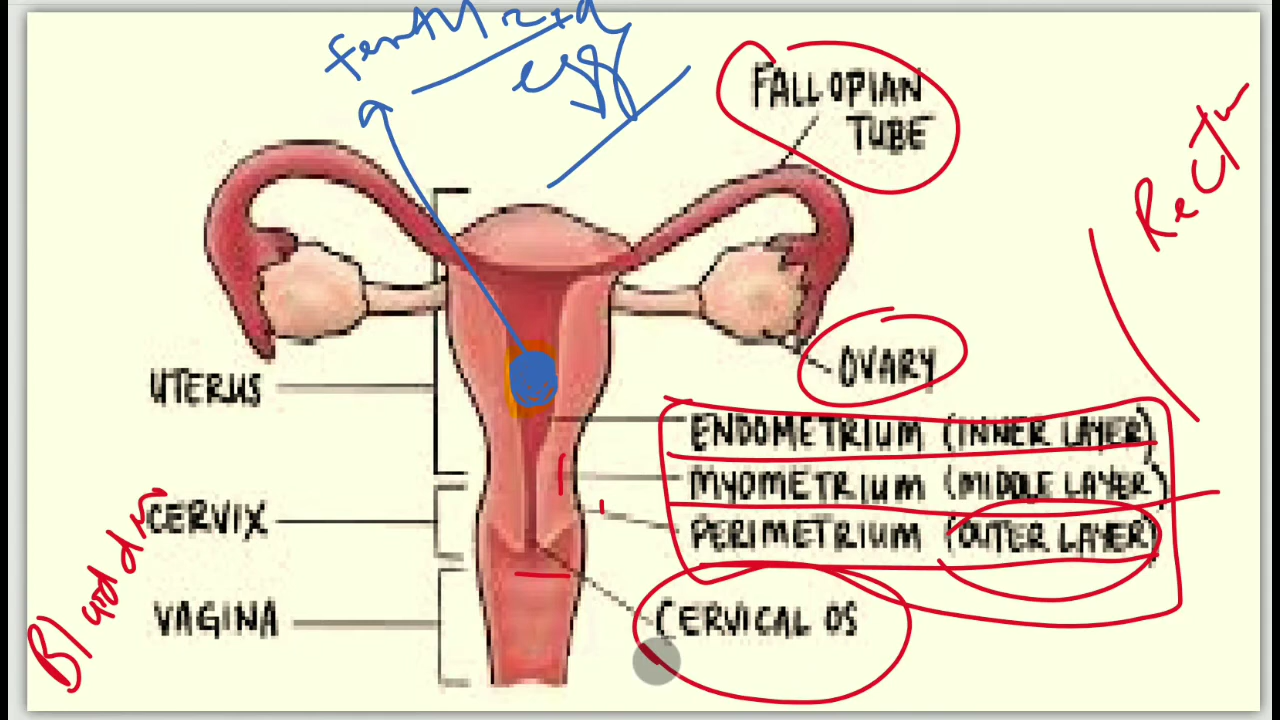 fertilized
egg
FALLOPIAN
TUBE
Rectum
OVARY
UTERUS
ENDOMETRIUM (INNER LAYER)
MYOMETRIUM (MIDDLE LAYER)
CERVIX
PERIMETRIUM (OUTER LAYER)
VAGINA
CERVICAL OS